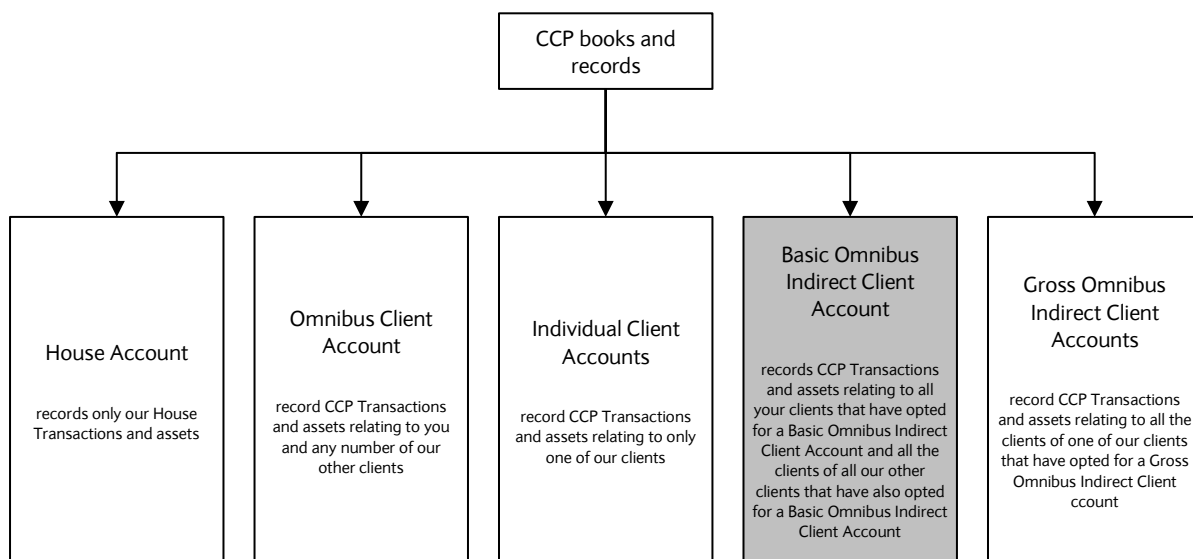 CCP books and
records
House Account
records only our House
Transactions and assets
Omnibus Client
Account
record CCP Transactions
and assets relating to you
and any number of our
other clients
Individual Client
Accounts
record CCP Transactions
and assets relating to only
one of our clients
Basic Omnibus
Indirect Client
Account
records CCP Transactions
and assets relating to all
your clients that have opted
for a Basic Omnibus Indirect
Client Account and all the
clients of all our other
clients that have also opted
for a Basic Omnibus Indirect
Client Account
Gross Omnibus
Indirect Client
Accounts
record CCP Transactions
and assets relating to all the
clients of one of our clients
that have opted for a Gross
Omnibus Indirect Client
ccount